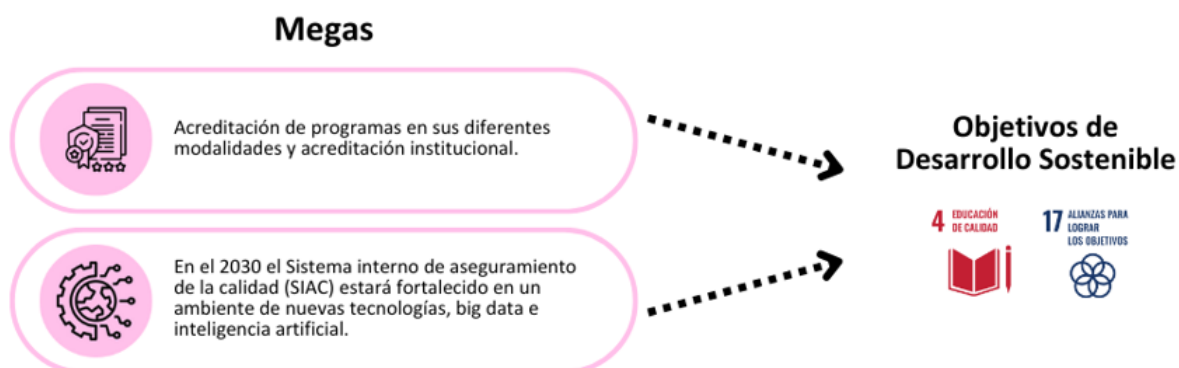 Megas
Acreditación de programas en sus diferentes
modalidades y acreditación institucional.
En el 2030 el Sistema interno de aseguramiento
de la calidad (SIAC) estará fortalecido en un
ambiente de nuevas tecnologías, big data e
inteligencia artificial.
Objetivos de
Desarrollo Sostenible
4 EDUCACIÓN
DE CALIDAD
17 ALIANZAS PARA
LOGRAR
LOS OBJETIVOS